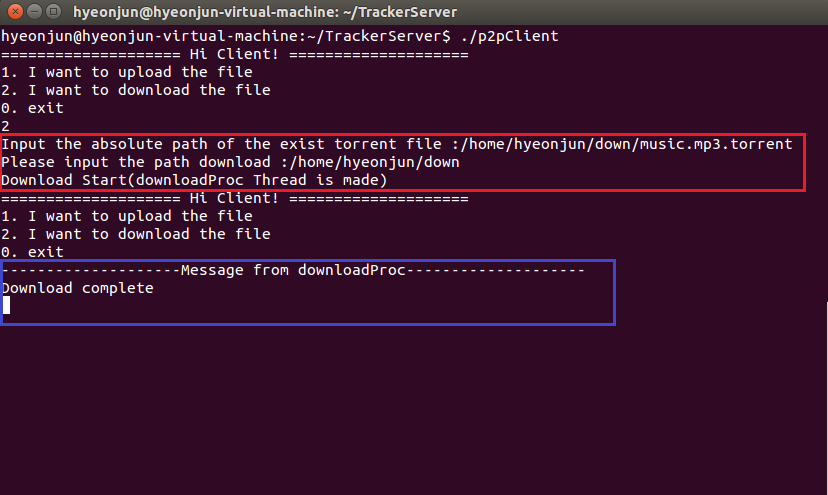 hyeonjun@hyeonjun-virtual-machine: ~/TrackerServer
hyeonjun@hyeonjun-virtual-machine:~/TrackerServer$ ./p2pClient
==================== Hi Client! ====================
1. I want to upload the file
2. I want to download the file
0. exit
2
Input the absolute path of the exist torrent file :/home/hyeonjun/down/music.mp3.torrent
Please input the path download :/home/hyeonjun/down
Download Start(downloadProc Thread is made)
==================== Hi Client! ====================
1. I want to upload the file
2. I want to download the file
0. exit
--------------------Message from downloadProc--------------------
Download complete